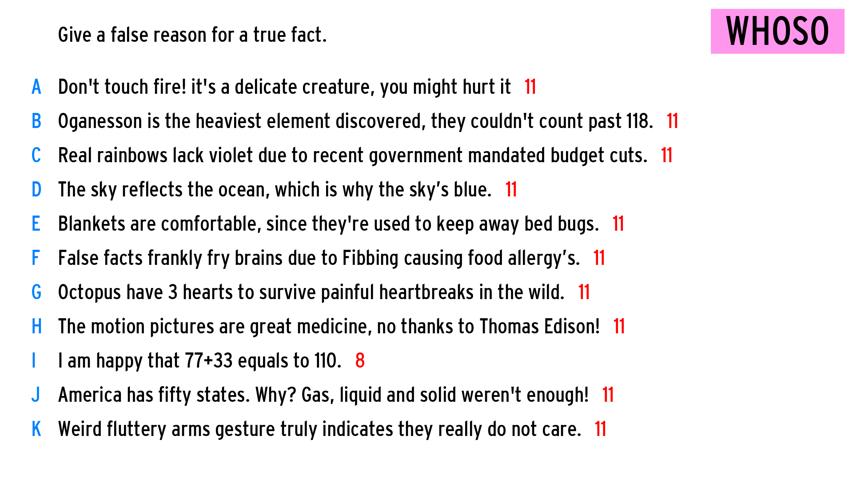 Give a false reason for a true fact.
WHOSO
A Don't touch fire! it's a delicate creature, you might hurt it 11
B Oganesson is the heaviest element discovered, they couldn't count past 118. 11
C Real rainbows lack violet due to recent government mandated budget cuts. 11
D The sky reflects the ocean, which is why the sky's blue. 11
E Blankets are comfortable, since they're used to keep away bed bugs. 11
F False facts frankly fry brains due to Fibbing causing food allergy's. 11
G Octopus have 3 hearts to survive painful heartbreaks in the wild. 11
H The motion pictures are great medicine, no thanks to Thomas Edison! 11
I I am happy that 77+33 equals to 110. 8
J America has fifty states. Why? Gas, liquid and solid weren't enough! 11
K Weird fluttery arms gesture truly indicates they really do not care. 11